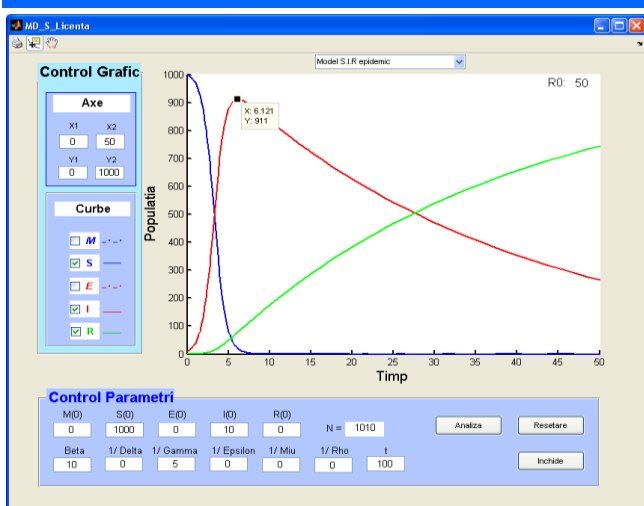 MD_S_Licenta
Model S.I.R epidemic
Control Grafic
Axe
X1 X2
0 50
Y1 Y2
0 1000
Curbe
M
S
E
I
R
R0: 50
X: 6.121
Y: 911
Populatia
1000
900
800
700
600
500
400
300
200
100
0
0 5 10 15 20 25 30 35 40 45 50
Timp
Control Parametri
M(0) S(0) E(0) I(0) R(0)
0 1000 0 10 0 N = 1010
Beta 1/ Delta 1/ Gamma 1/ Epsilon 1/ Miu 1/ Rho t
10 0 5 0 0 0 100
Analiza Resetare
Inchide